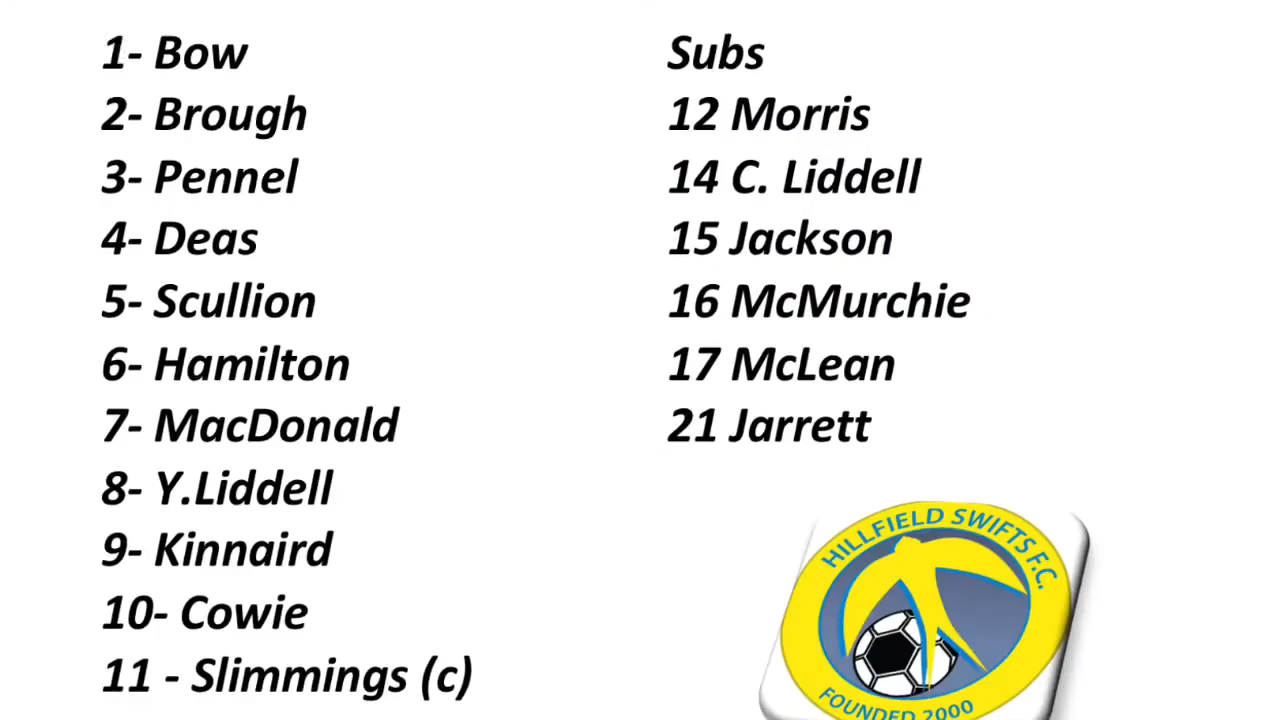 1- Bow
2- Brough
3- Pennel
4- Deas
5- Scullion
6- Hamilton
7- MacDonald
8- Y.Liddell
9- Kinnaird
10- Cowie
11 - Slimmings (c)
Subs
12 Morris
14 C. Liddell
15 Jackson
16 McMurchie
17 McLean
21 Jarrett
HILLFIELD SWIFTS F.C.
FOUNDED 2000